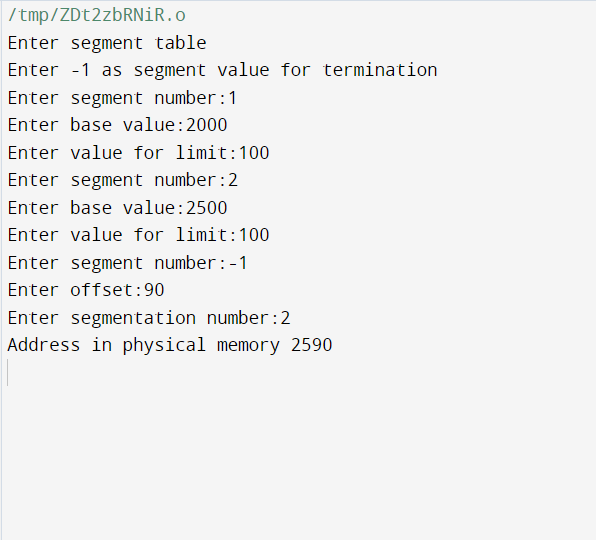 /tmp/ZDt2zbRNiR.o
Enter segment table
Enter -1 as segment value for termination
Enter segment number:1
Enter base value:2000
Enter value for limit:100
Enter segment number:2
Enter base value:2500
Enter value for limit:100
Enter segment number:-1
Enter offset:90
Enter segmentation number:2
Address in physical memory 2590